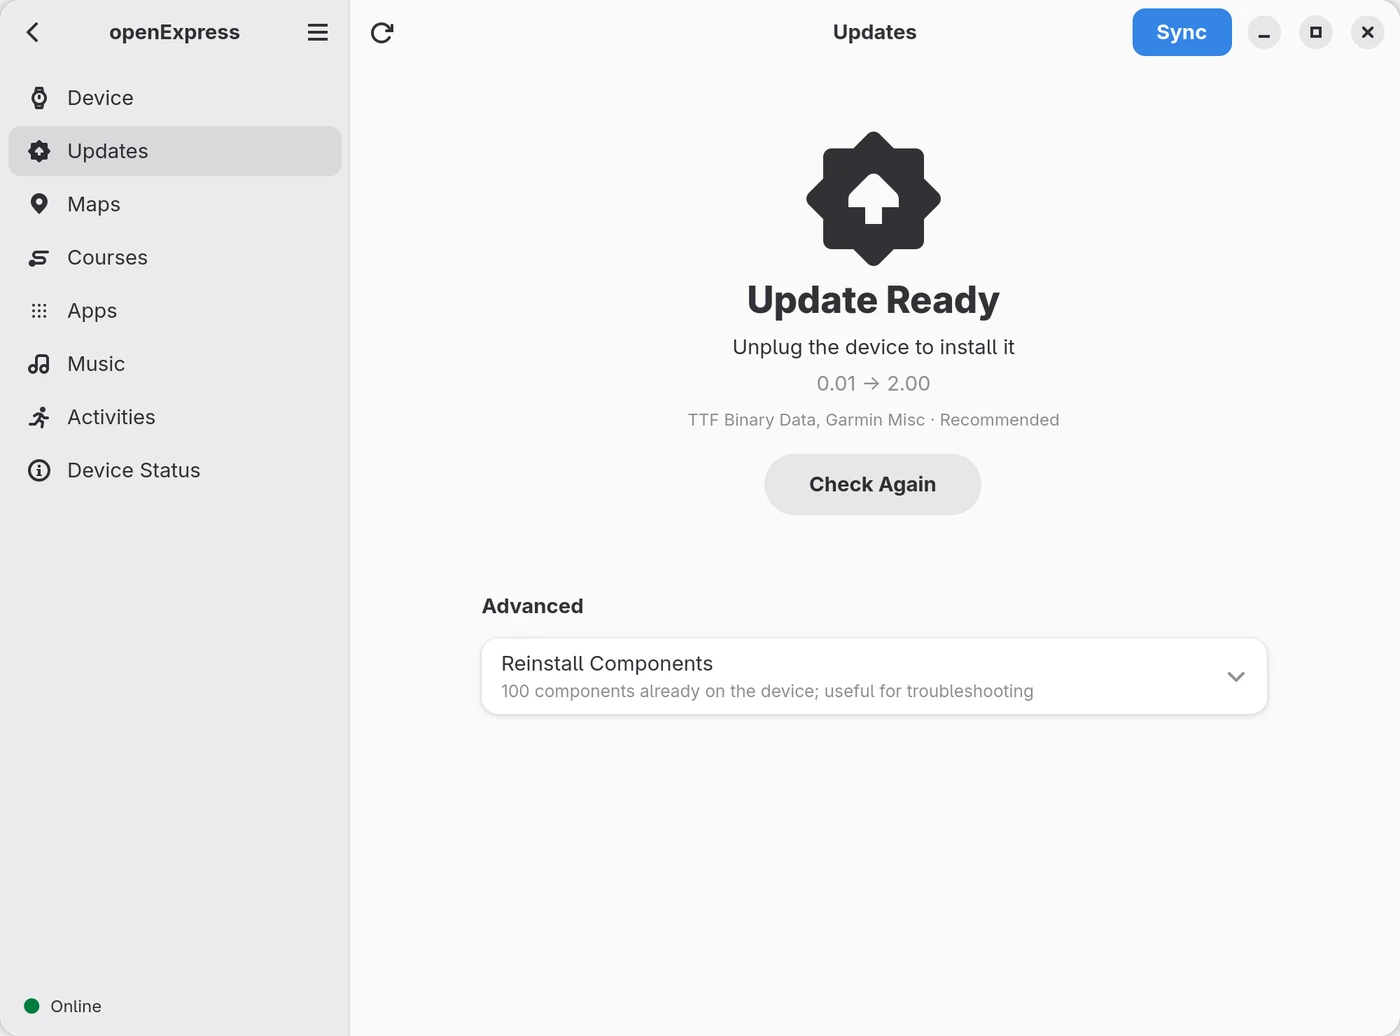 openExpress
Device
Updates
Maps
Courses
Apps
Music
Activities
Device Status
Online
Updates
Sync
Update Ready
Unplug the device to install it
0.01 → 2.00
TTF Binary Data, Garmin Misc · Recommended
Check Again
Advanced
Reinstall Components
100 components already on the device; useful for troubleshooting